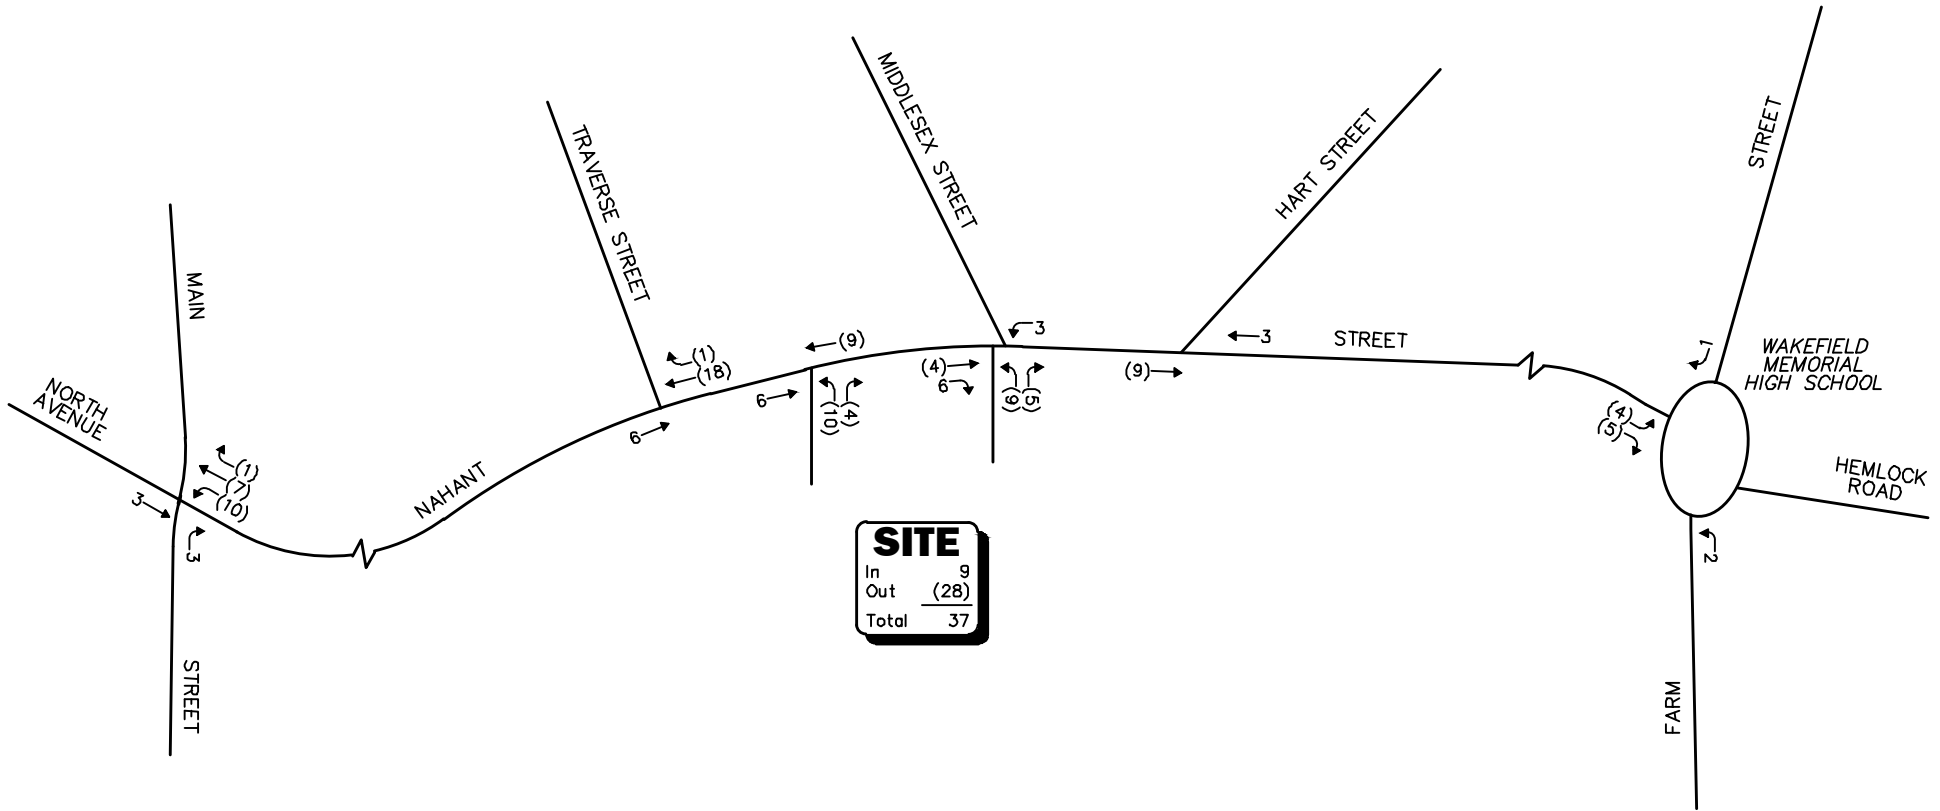 MAIN
STREET
NORTH
AVENUE
3
(1)
(7)
(10)
3
NAHANT
TRAVERSE STREET
(1)
(18)
6
6
(9)
(10)
(4)
MIDDLESEX STREET
(4)
6
3
(9)
(5)
HART STREET
3
(9)
STREET
STREET
1
WAKEFIELD
MEMORIAL
HIGH SCHOOL
(4)
(5)
HEMLOCK
ROAD
2
FARM
SITE
In 9
Out (28)
Total 37